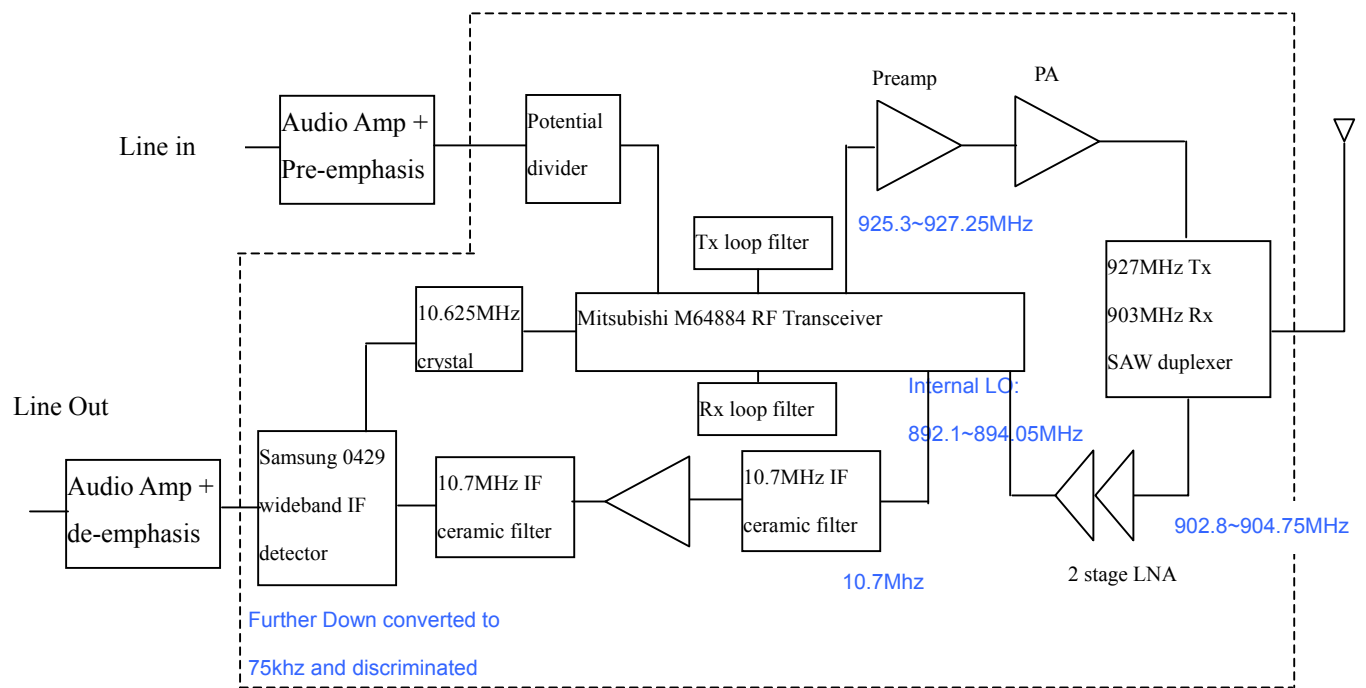 Preamp
PA
Line in
Audio Amp +
Pre-emphasis
Potential
divider
925.3~927.25MHz
Tx loop filter
927MHz Tx
903MHz Rx
SAW duplexer
10.625MHz
crystal
Mitsubishi M64884 RF Transceiver
Internal LO:
892.1~894.05MHz
Rx loop filter
Line Out
Audio Amp +
de-emphasis
Samsung 0429
wideband IF
detector
10.7MHz IF
ceramic filter
10.7MHz IF
ceramic filter
10.7Mhz
2 stage LNA
902.8~904.75MHz
Further Down converted to
75khz and discriminated